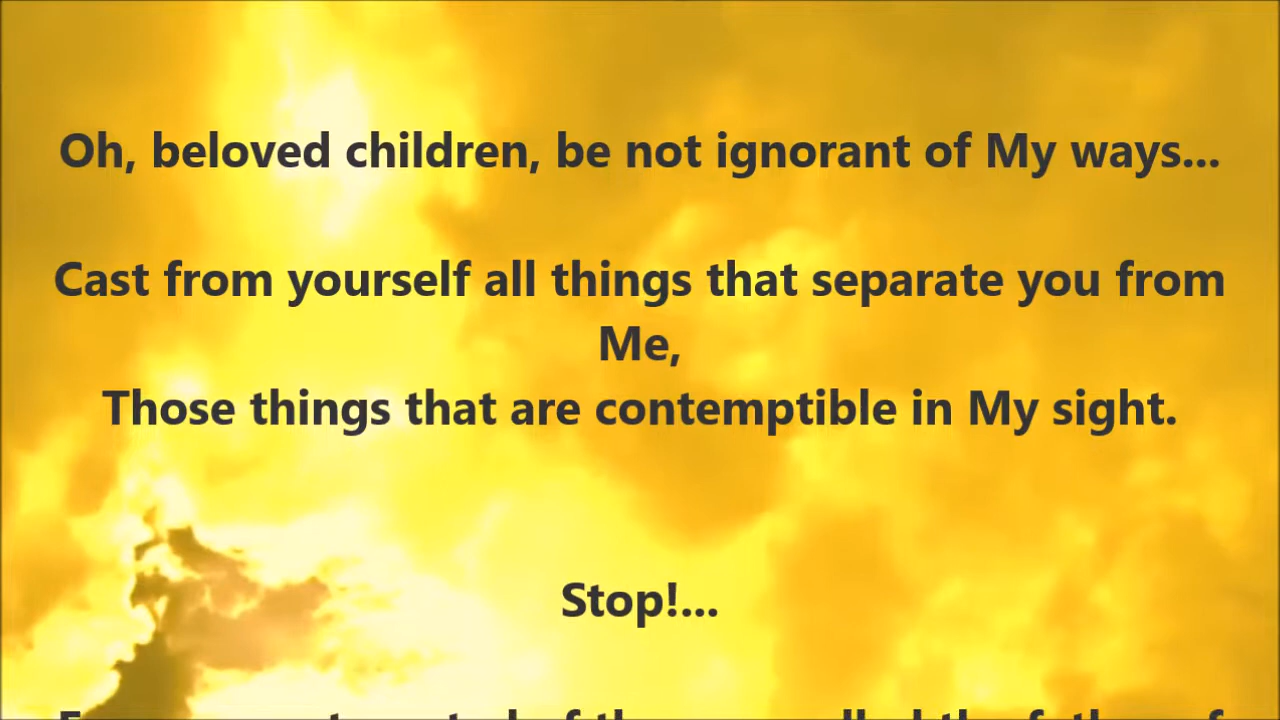 Oh, beloved children, be not ignorant of My ways...
Cast from yourself all things that separate you from
Me,
Those things that are contemptible in My sight.
Stop!...